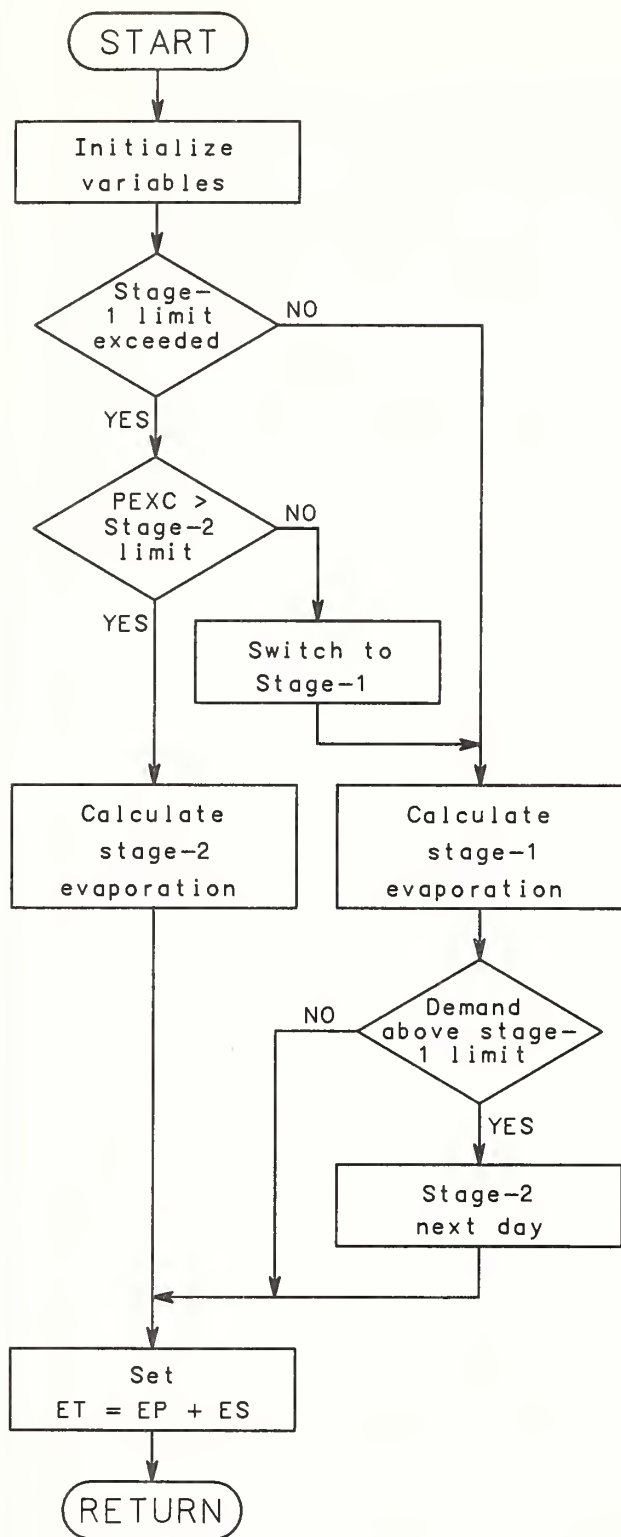 START
Initialize
variables
Stage-
1 limit
exceeded
NO
YES
PEXC >
Stage-2
limit
NO
YES
Switch to
Stage-1
Calculate
stage-2
evaporation
Calculate
stage-1
evaporation
Demand
above stage-
1 limit
NO
YES
Stage-2
next day
Set
ET = EP + ES
RETURN